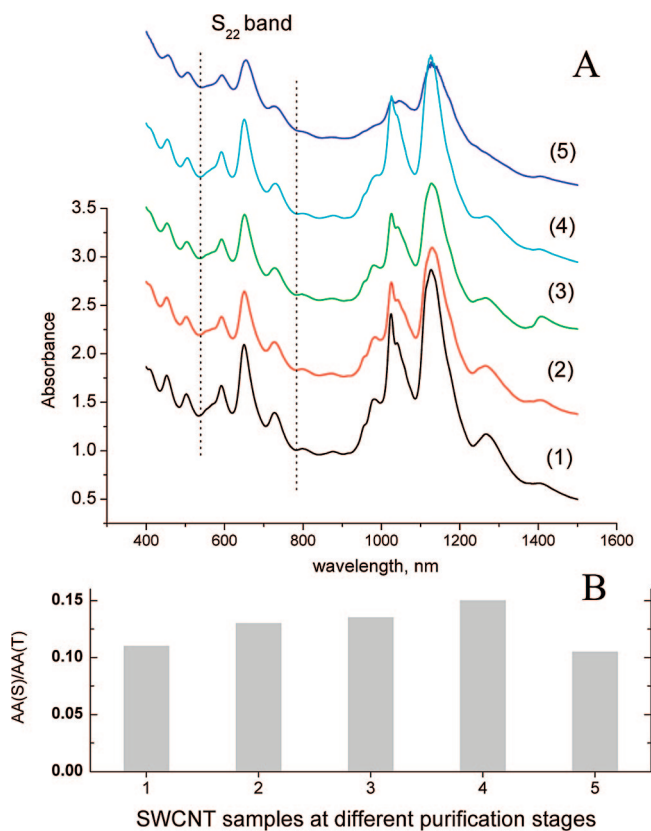 S22 band
A
(5)
(4)
(3)
(2)
(1)
Absorbance
3.5
3.0
2.5
2.0
1.5
1.0
0.5
400 600 800 1000 1200 1400 1600
wavelength, nm
B
AA(S)/AA(T)
0.15
0.10
0.05
0.00
1 2 3 4 5
SWCNT samples at different purification stages